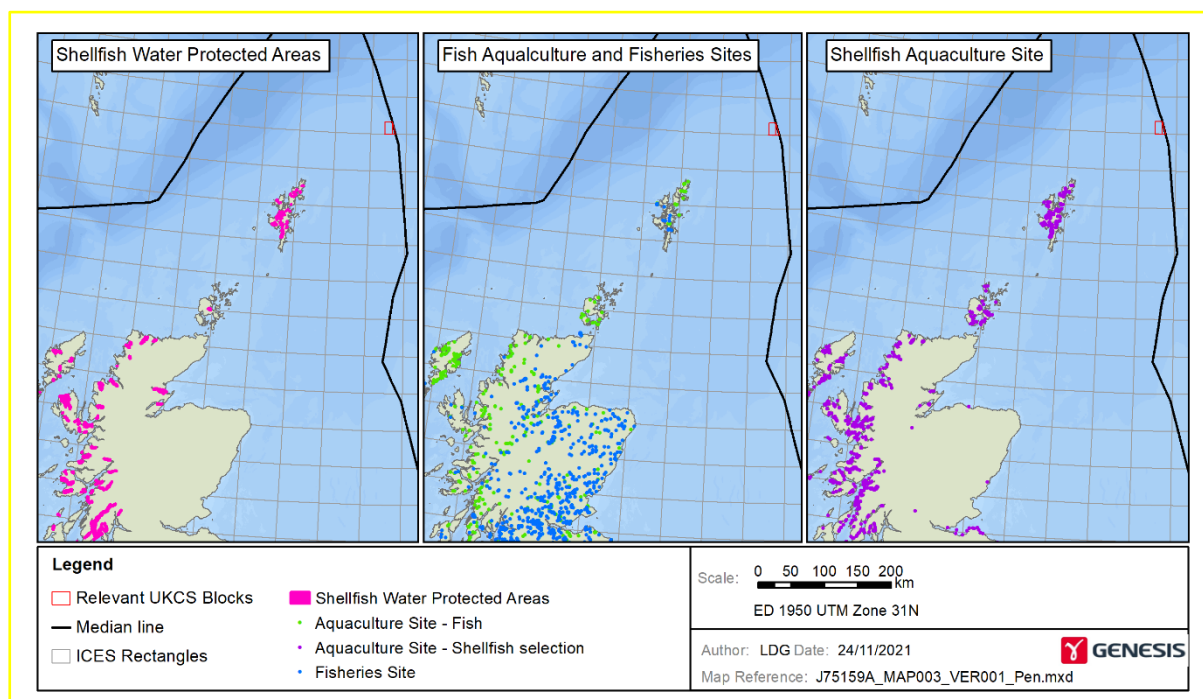 Shellfish Water Protected Areas
Fish Aqualculture and Fisheries Sites
Shellfish Aquaculture Site
Legend
Relevant UKCS Blocks
Median line
ICES Rectangles
Shellfish Water Protected Areas
Aquaculture Site - Fish
Aquaculture Site - Shellfish selection
Fisheries Site
Scale: 0 50 100 150 200
km
ED 1950 UTM Zone 31N
Author: LDG Date: 24/11/2021
GENESIS
Map Reference: J75159A_MAP003_VER001_Pen.mxd